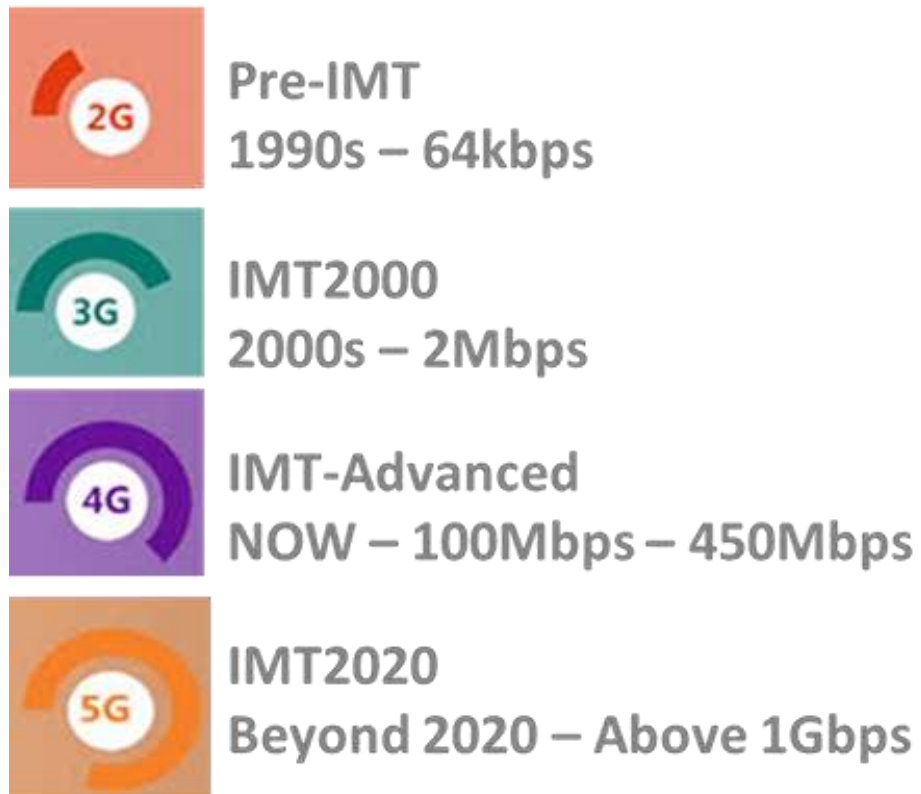 2G
Pre-IMT
1990s – 64kbps
3G
IMT2000
2000s – 2Mbps
4G
IMT-Advanced
NOW – 100Mbps – 450Mbps
5G
IMT2020
Beyond 2020 – Above 1Gbps